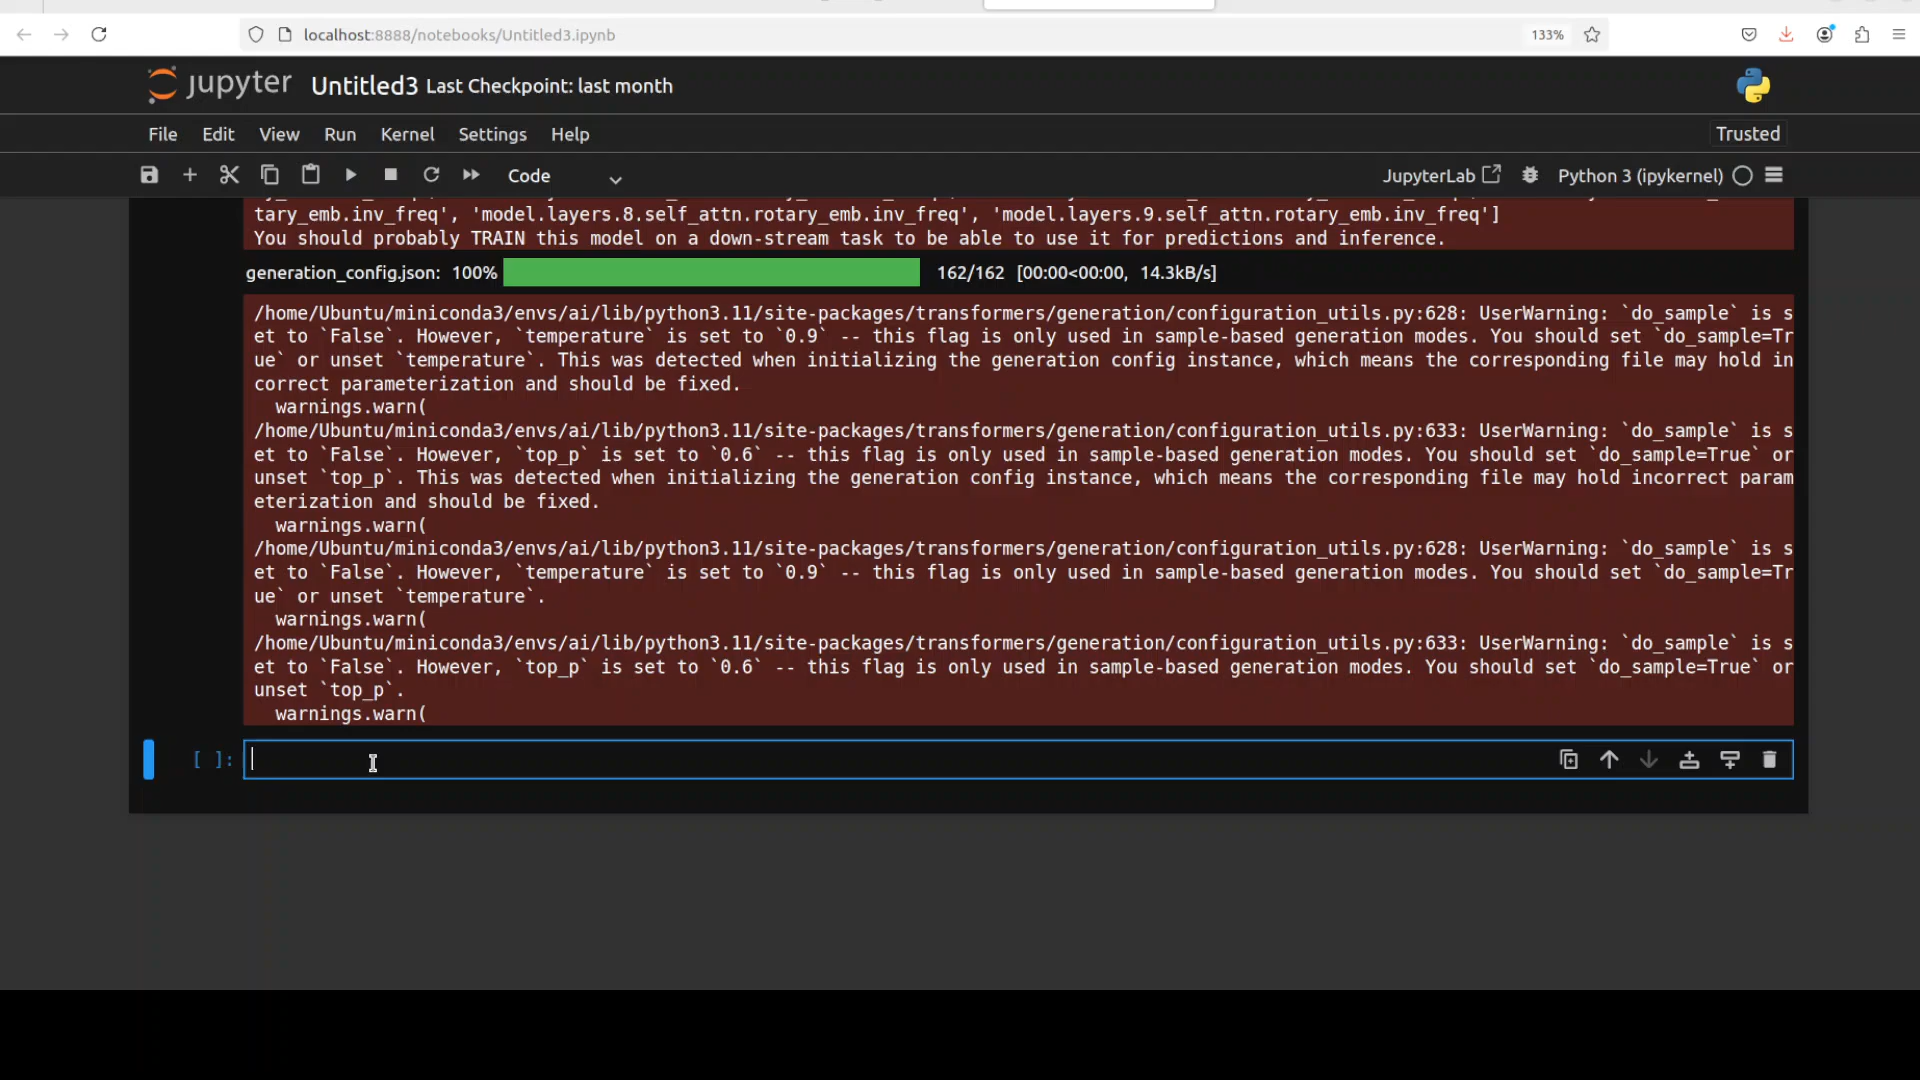 localhost:8888/notebooks/Untitled3.ipynb
133%
jupyter Untitled3 Last Checkpoint: last month
File Edit View Run Kernel Settings Help
Trusted
Code
JupyterLab
Python 3 (ipykernel)
tary_emb.inv_freq', 'model.layers.8.self_attn.rotary_emb.inv_freq', 'model.layers.9.self_attn.rotary_emb.inv_freq']
You should probably TRAIN this model on a down-stream task to be able to use it for predictions and inference.
generation_config.json: 100% 162/162 [00:00<00:00, 14.3kB/s]
/home/Ubuntu/miniconda3/envs/ai/lib/python3.11/site-packages/transformers/generation/configuration_utils.py:628: UserWarning: `do_sample` is s
et to `False`. However, `temperature` is set to `0.9` -- this flag is only used in sample-based generation modes. You should set `do_sample=Tr
ue` or unset `temperature`. This was detected when initializing the generation config instance, which means the corresponding file may hold in
correct parameterization and should be fixed.
warnings.warn(
/home/Ubuntu/miniconda3/envs/ai/lib/python3.11/site-packages/transformers/generation/configuration_utils.py:633: UserWarning: `do_sample` is s
et to `False`. However, `top_p` is set to `0.6` -- this flag is only used in sample-based generation modes. You should set `do_sample=True` or
unset `top_p`. This was detected when initializing the generation config instance, which means the corresponding file may hold incorrect param
eterization and should be fixed.
warnings.warn(
/home/Ubuntu/miniconda3/envs/ai/lib/python3.11/site-packages/transformers/generation/configuration_utils.py:628: UserWarning: `do_sample` is s
et to `False`. However, `temperature` is set to `0.9` -- this flag is only used in sample-based generation modes. You should set `do_sample=Tr
ue` or unset `temperature`.
warnings.warn(
/home/Ubuntu/miniconda3/envs/ai/lib/python3.11/site-packages/transformers/generation/configuration_utils.py:633: UserWarning: `do_sample` is s
et to `False`. However, `top_p` is set to `0.6` -- this flag is only used in sample-based generation modes. You should set `do_sample=True` or
unset `top_p`.
warnings.warn(
[ ]: